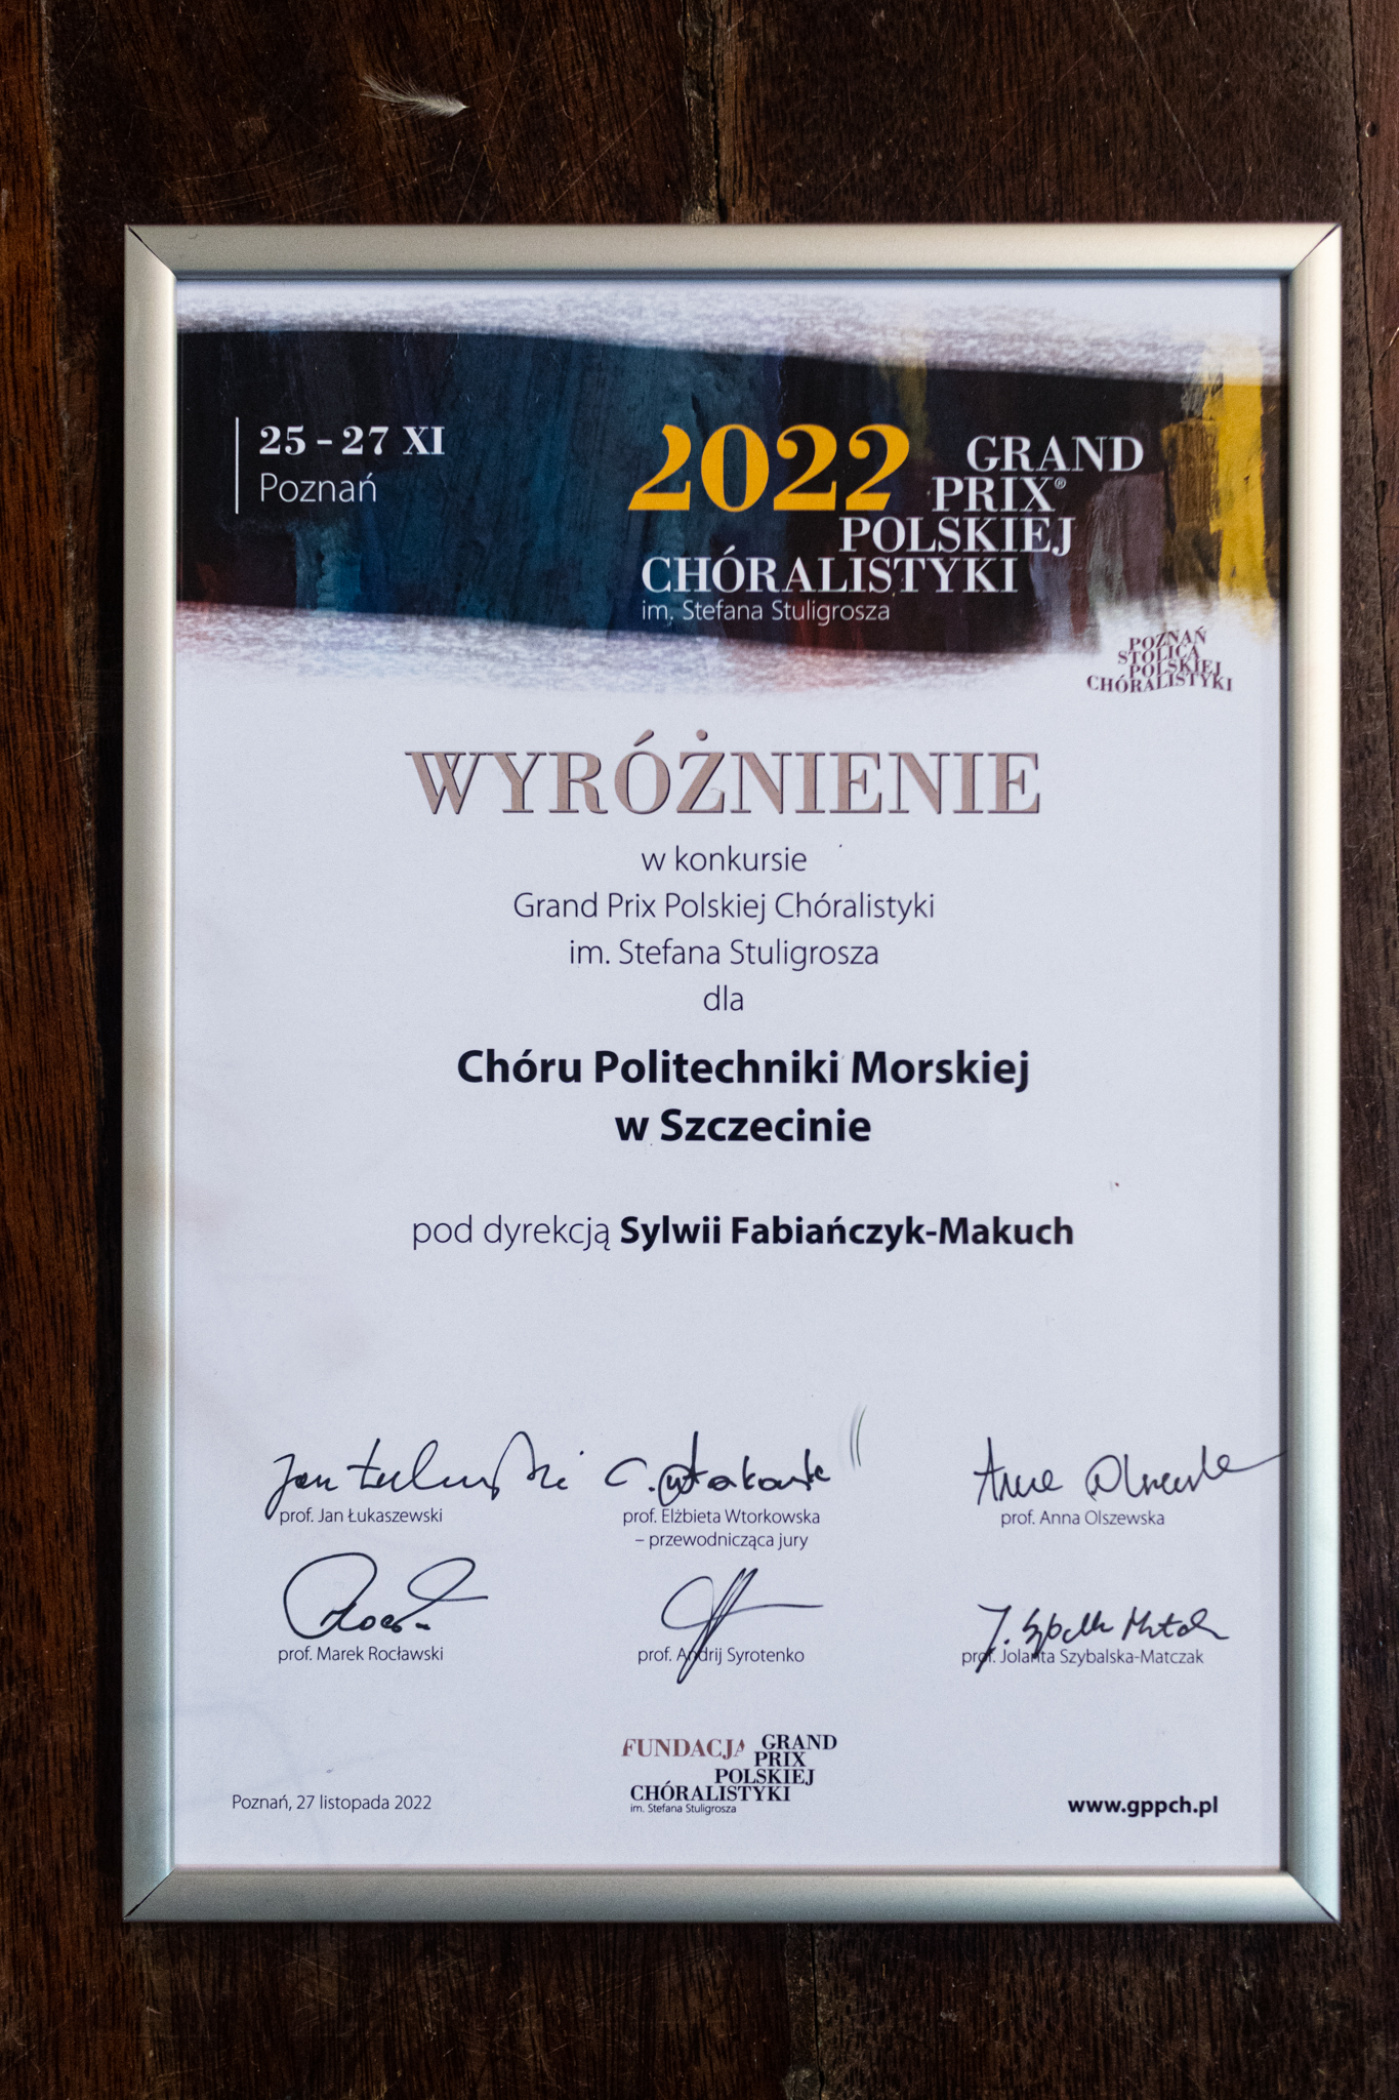 25 – 27 XI
Poznań
2022 GRAND
PRIX®
POLSKIEJ
CHÓRALISTYKI
im. Stefana Stuligrosza
POZNAŃ
STOLICA
POLSKIEJ
CHÓRALISTYKI
WYRÓŻNIENIE
w konkursie
Grand Prix Polskiej Chóralistyki
im. Stefana Stuligrosza
dla
Chóru Politechniki Morskiej
w Szczecinie
pod dyrekcją Sylwii Fabiańczyk-Makuch
prof. Jan Łukaszewski
prof. Elżbieta Wtorkowska
– przewodnicząca jury
prof. Anna Olszewska
prof. Marek Rocławski
prof. Andrij Syrotenko
prof. Jolanta Szybalska-Matczak
Poznań, 27 listopada 2022
FUNDACJA GRAND
PRIX
POLSKIEJ
CHÓRALISTYKI
im. Stefana Stuligrosza
www.gppch.pl